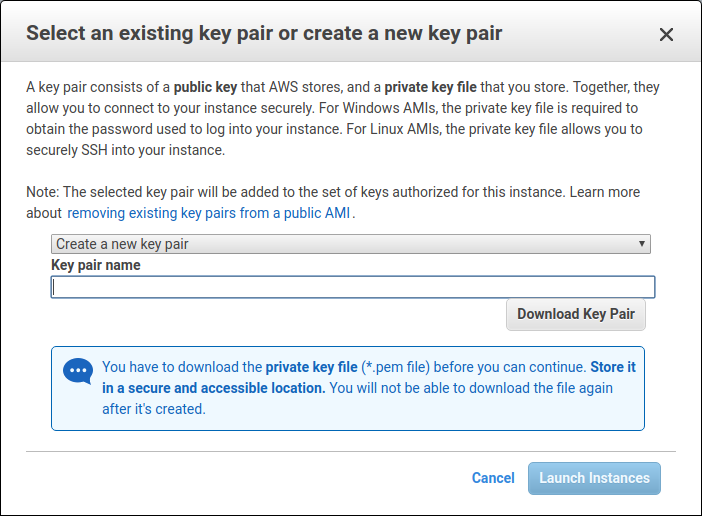 Select an existing key pair or create a new key pair
A key pair consists of a public key that AWS stores, and a private key file that you store. Together, they
allow you to connect to your instance securely. For Windows AMIs, the private key file is required to
obtain the password used to log into your instance. For Linux AMIs, the private key file allows you to
securely SSH into your instance.
Note: The selected key pair will be added to the set of keys authorized for this instance. Learn more
about removing existing key pairs from a public AMI.
Create a new key pair
Key pair name
Download Key Pair
You have to download the private key file (*.pem file) before you can continue. Store it
in a secure and accessible location. You will not be able to download the file again
after it's created.
Cancel Launch Instances